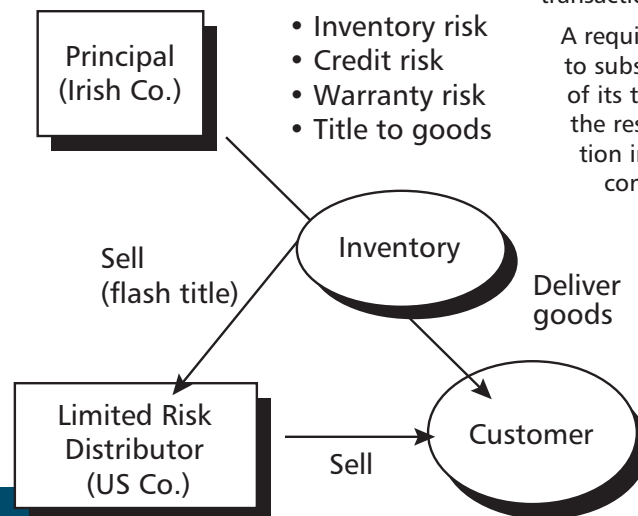 transaction
Principal
(Irish Co.)
• Inventory risk
• Credit risk
• Warranty risk
• Title to goods
A requi
to subs
of its t
the res
tion i
con
Inventory
Sell
(flash title)
Deliver
goods
Limited Risk
Distributor
(US Co.)
Sell
Customer